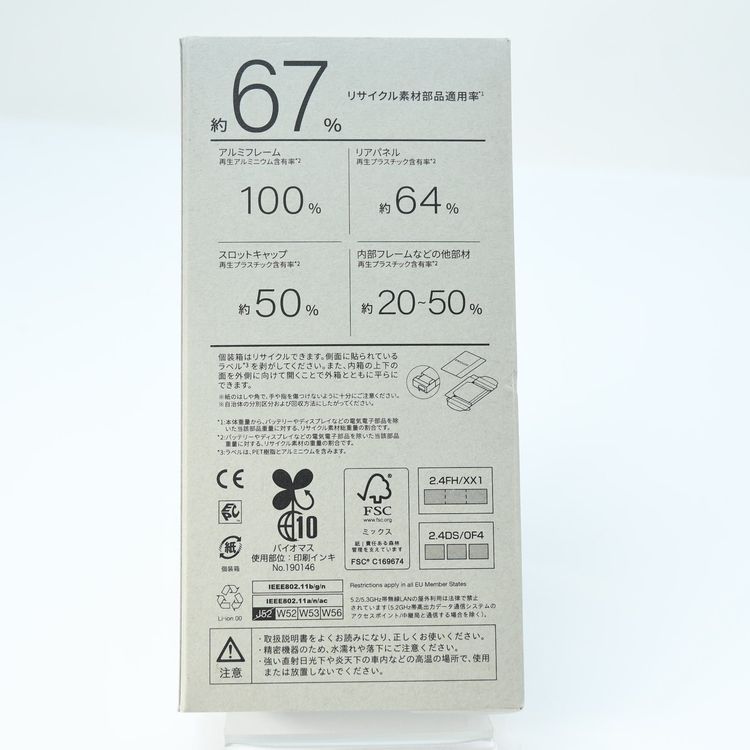 約67% リサイクル素材部品適用率*1
アルミフレーム
再生アルミニウム含有率*2
100%
リアパネル
再生プラスチック含有率*2
約64%
スロットキャップ
再生プラスチック含有率*2
約50%
内部フレームなどの他部材
再生プラスチック含有率*2
約20~50%
個装箱はリサイクルできます。側面に貼られている
ラベル*3を剥がしてください。また、内箱の上下の
面を外側に向けて開くことで外箱とともに平らに
できます。
※紙のはしや角で、手や指を傷つけないように十分にご注意ください。
※自治体の分別区分および回収方法にしたがってください。
*1:本体重量から、バッテリーやディスプレイなどの電気電子部品を除
いた当該部品重量に対する、リサイクル素材総重量の割合です。
*2:バッテリーやディスプレイなどの電気電子部品を除いた当該部品
重量に対する、リサイクル素材の重量の割合です。
*3:ラベルは、PET樹脂とアルミニウムを含みます。
CE
紙
個装箱
Li-ion 00
10
バイオマス
使用部位:印刷インキ
No.190146
FSC
www.fsc.org
ミックス
紙|責任ある森林
管理を支えています
FSC® C169674
2.4FH/XX1
2.4DS/OF4
IEEE802.11b/g/n
IEEE802.11a/n/ac
J52 W52 W53 W56
Restrictions apply in all EU Member States
5.2/5.3GHz帯無線LANの屋外利用は法律で禁止
されています(5.2GHz帯高出力データ通信システムの
アクセスポイント/中継局と通信する場合を除く)。
注意
・取扱説明書をよくお読みになり、正しくお使いください。
・精密機器のため、水濡れや落下にご注意ください。
・強い直射日光下や炎天下の車内などの高温の場所で、使用
または放置しないでください。